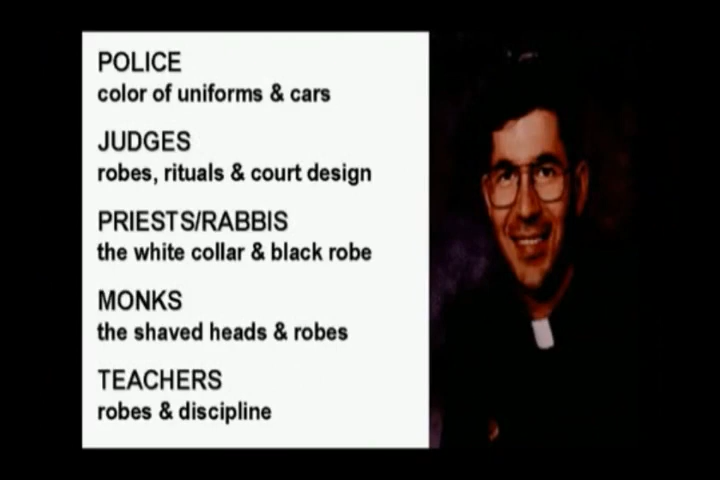 POLICE
color of uniforms & cars
JUDGES
robes, rituals & court design
PRIESTS/RABBIS
the white collar & black robe
MONKS
the shaved heads & robes
TEACHERS
robes & discipline